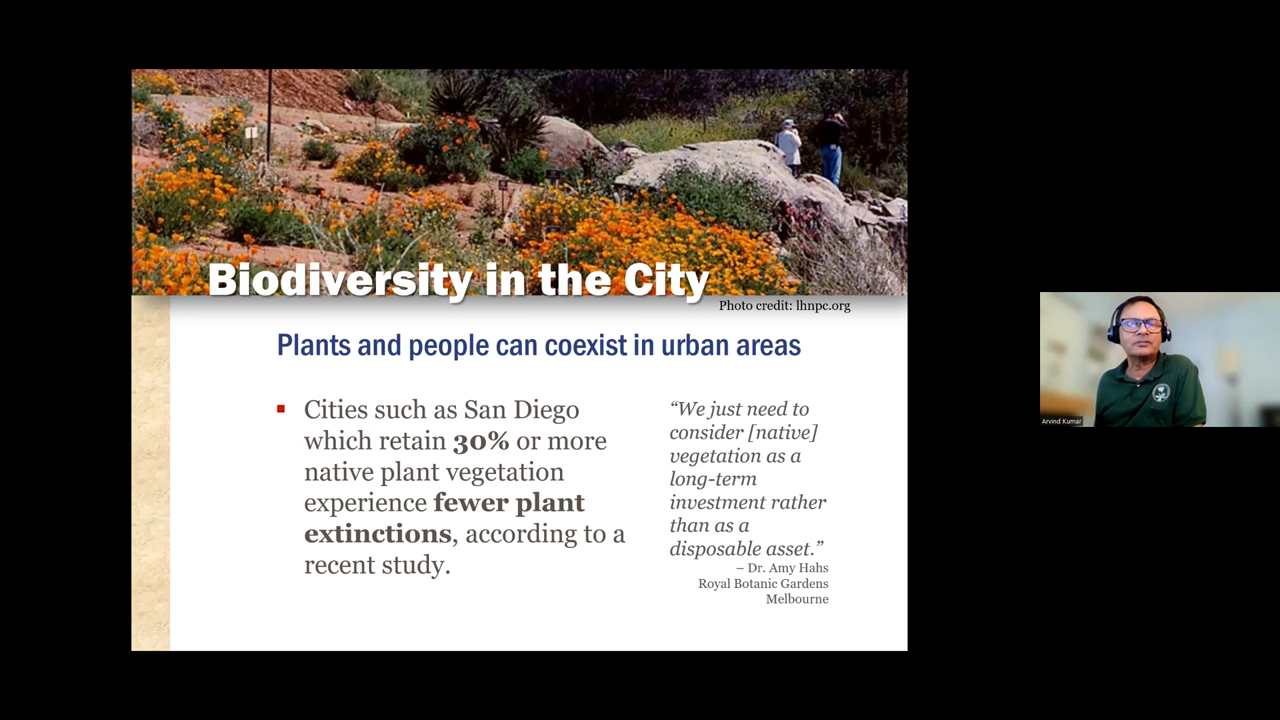 Biodiversity in the City
Photo credit: lhnpc.org
Plants and people can coexist in urban areas
Cities such as San Diego
which retain 30% or more
native plant vegetation
experience fewer plant
extinctions, according to a
recent study.
“We just need to
consider [native]
vegetation as a
long-term
investment rather
than as a
disposable asset.”
– Dr. Amy Hahs
Royal Botanic Gardens
Melbourne
Arvind Kumar